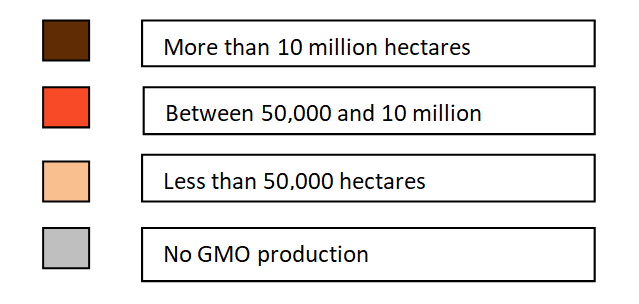 More than 10 million hectares
Between 50,000 and 10 million
Less than 50,000 hectares
No GMO production